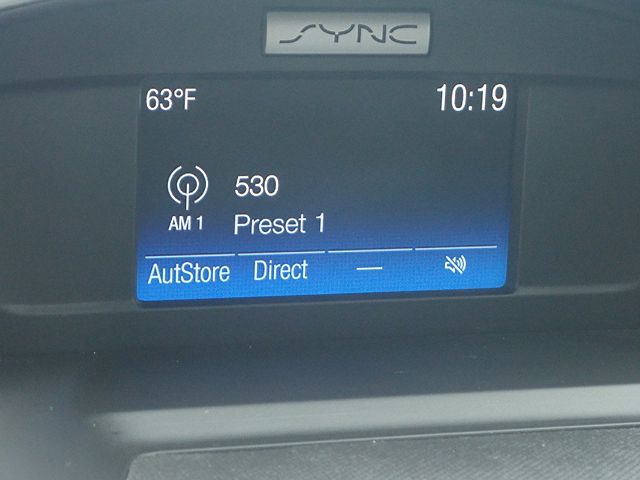 SYNC
63°F 10:19
530
AM 1 Preset 1
AutStore Direct —